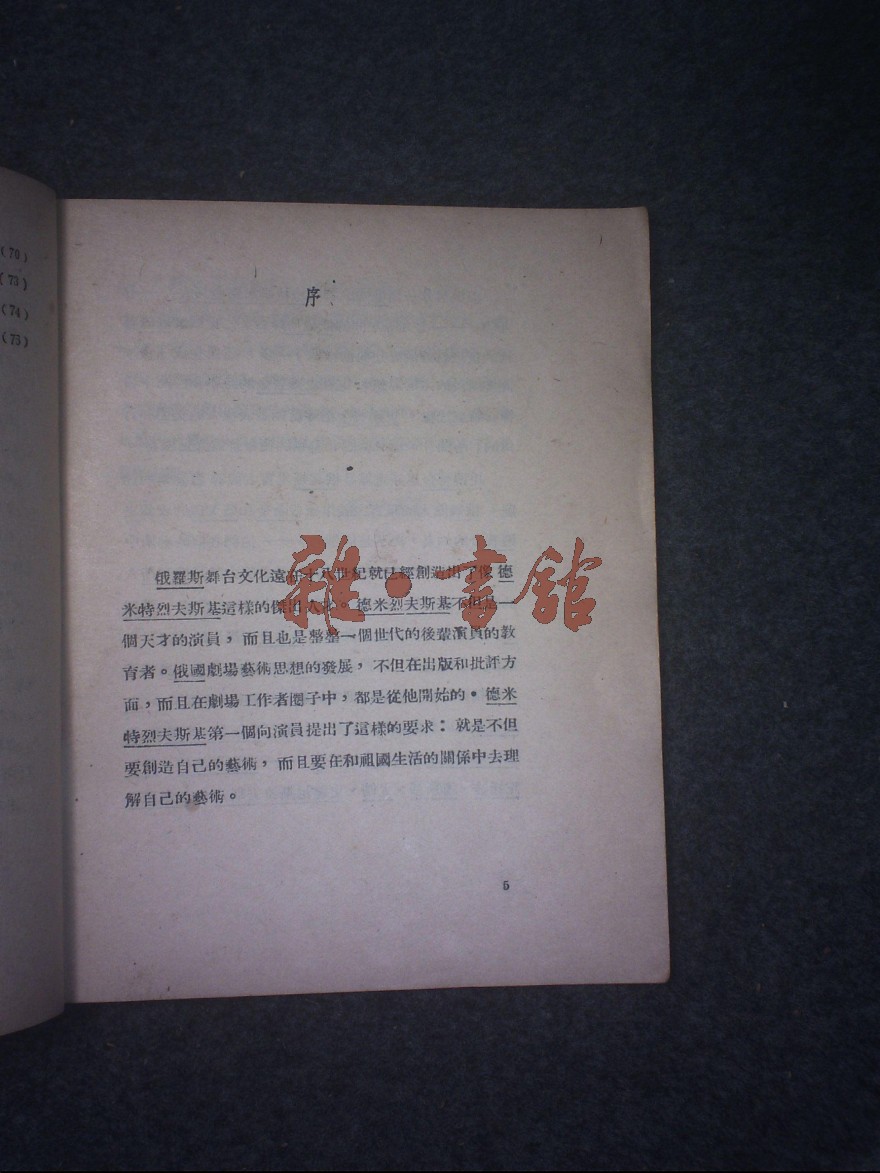 (70)
(73)
(74)
(75)
序
俄羅斯舞台文化遠在十八世紀就已經創造出了像德
米特烈夫斯基這樣的傑出人才。德米烈夫斯基不但是一
個天才的演員，而且也是整整一個世代的後輩演員的教
育者。俄國劇場藝術思想的發展，不但在出版和批評方
面，而且在劇場工作者圈子中，都是從他開始的。德米
特烈夫斯基第一個向演員提出了這樣的要求：就是不但
要創造自己的藝術，而且要在和祖國生活的關係中去理
解自己的藝術。
5
雜·書館